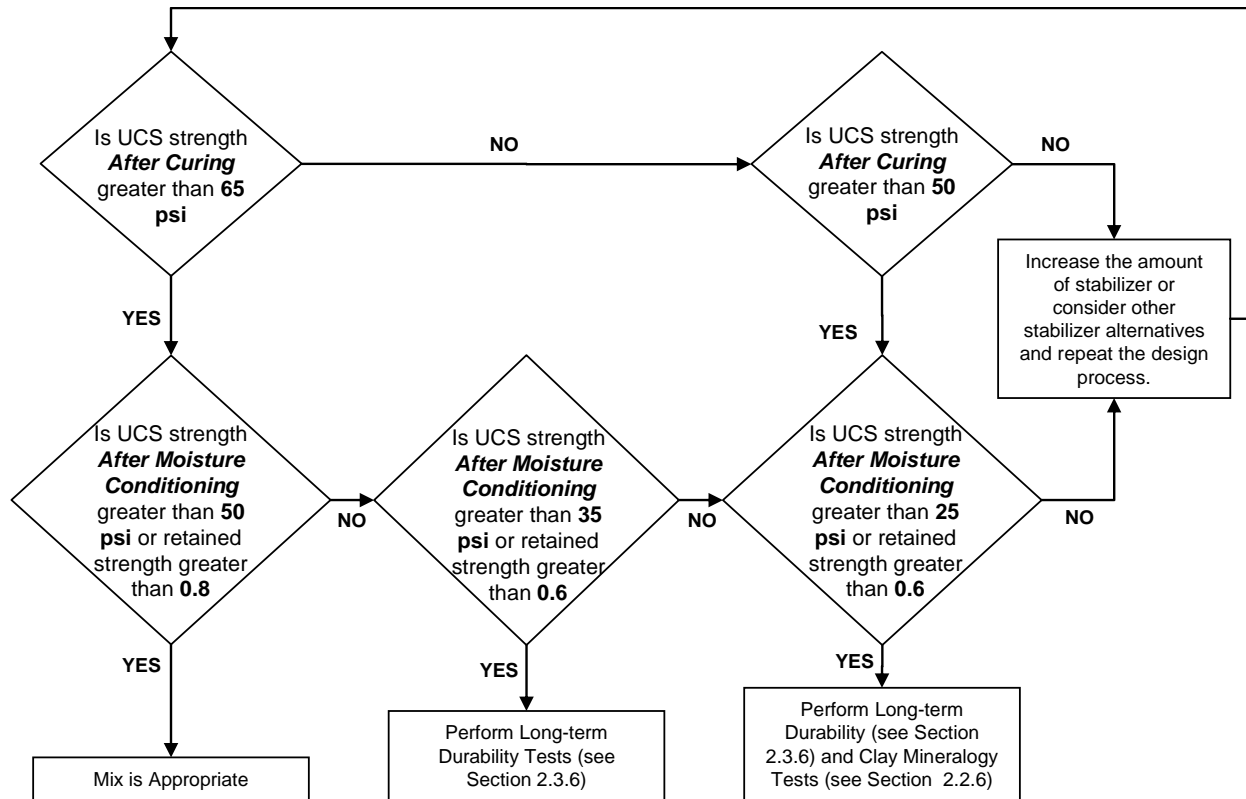 Is UCS strength
After Curing
greater than 65
psi
NO
Is UCS strength
After Curing
greater than 50
psi
NO
Increase the amount
of stabilizer or
consider other
stabilizer alternatives
and repeat the design
process.
YES
YES
Is UCS strength
After Moisture
Conditioning
greater than 50
psi or retained
strength greater
than 0.8
NO
Is UCS strength
After Moisture
Conditioning
greater than 35
psi or retained
strength greater
than 0.6
NO
Is UCS strength
After Moisture
Conditioning
greater than 25
psi or retained
strength greater
than 0.6
NO
YES
YES
YES
Mix is Appropriate
Perform Long-term
Durability Tests (see
Section 2.3.6)
Perform Long-term
Durability (see Section
2.3.6) and Clay Mineralogy
Tests (see Section 2.2.6)